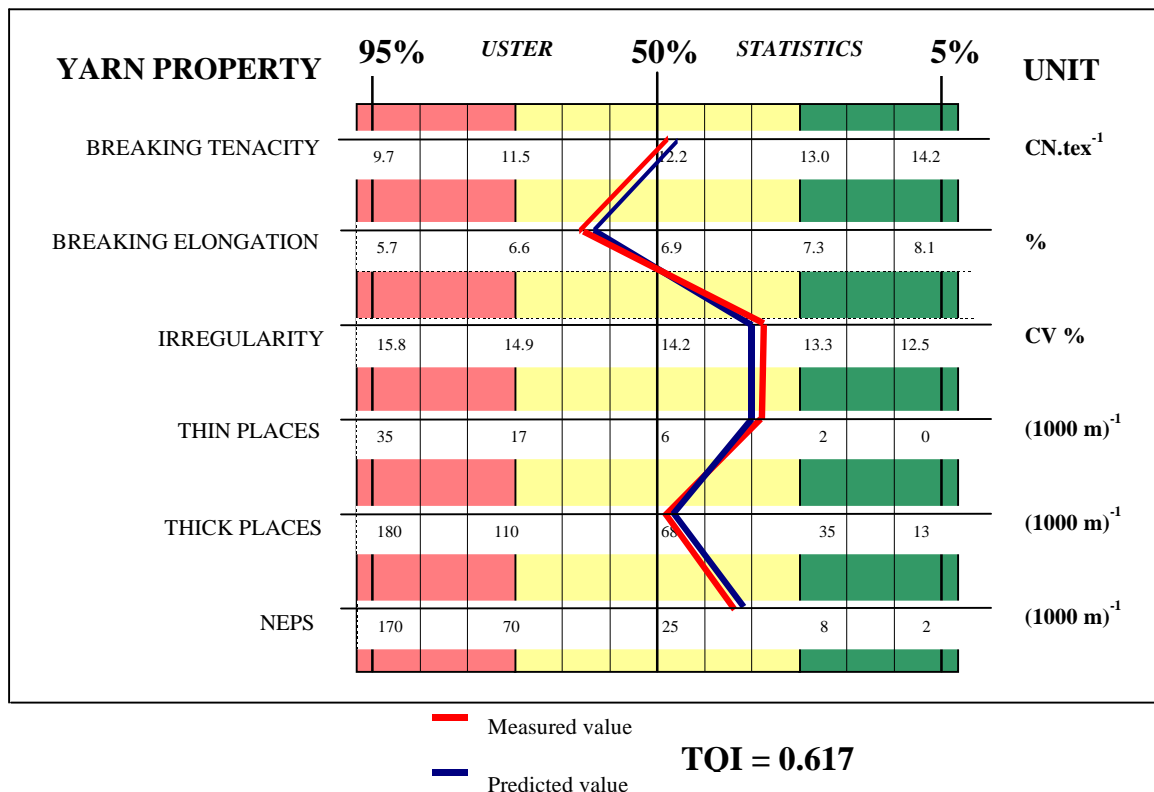 95% USTER 50% STATISTICS 5%
YARN PROPERTY UNIT
BREAKING TENACITY 9.7 11.5 12.2 13.0 14.2 CN.tex⁻¹
BREAKING ELONGATION 5.7 6.6 6.9 7.3 8.1 %
IRREGULARITY 15.8 14.9 14.2 13.3 12.5 CV %
THIN PLACES 35 17 6 2 0 (1000 m)⁻¹
THICK PLACES 180 110 68 35 13 (1000 m)⁻¹
NEPS 170 70 25 8 2 (1000 m)⁻¹
Measured value
TQI = 0.617
Predicted value